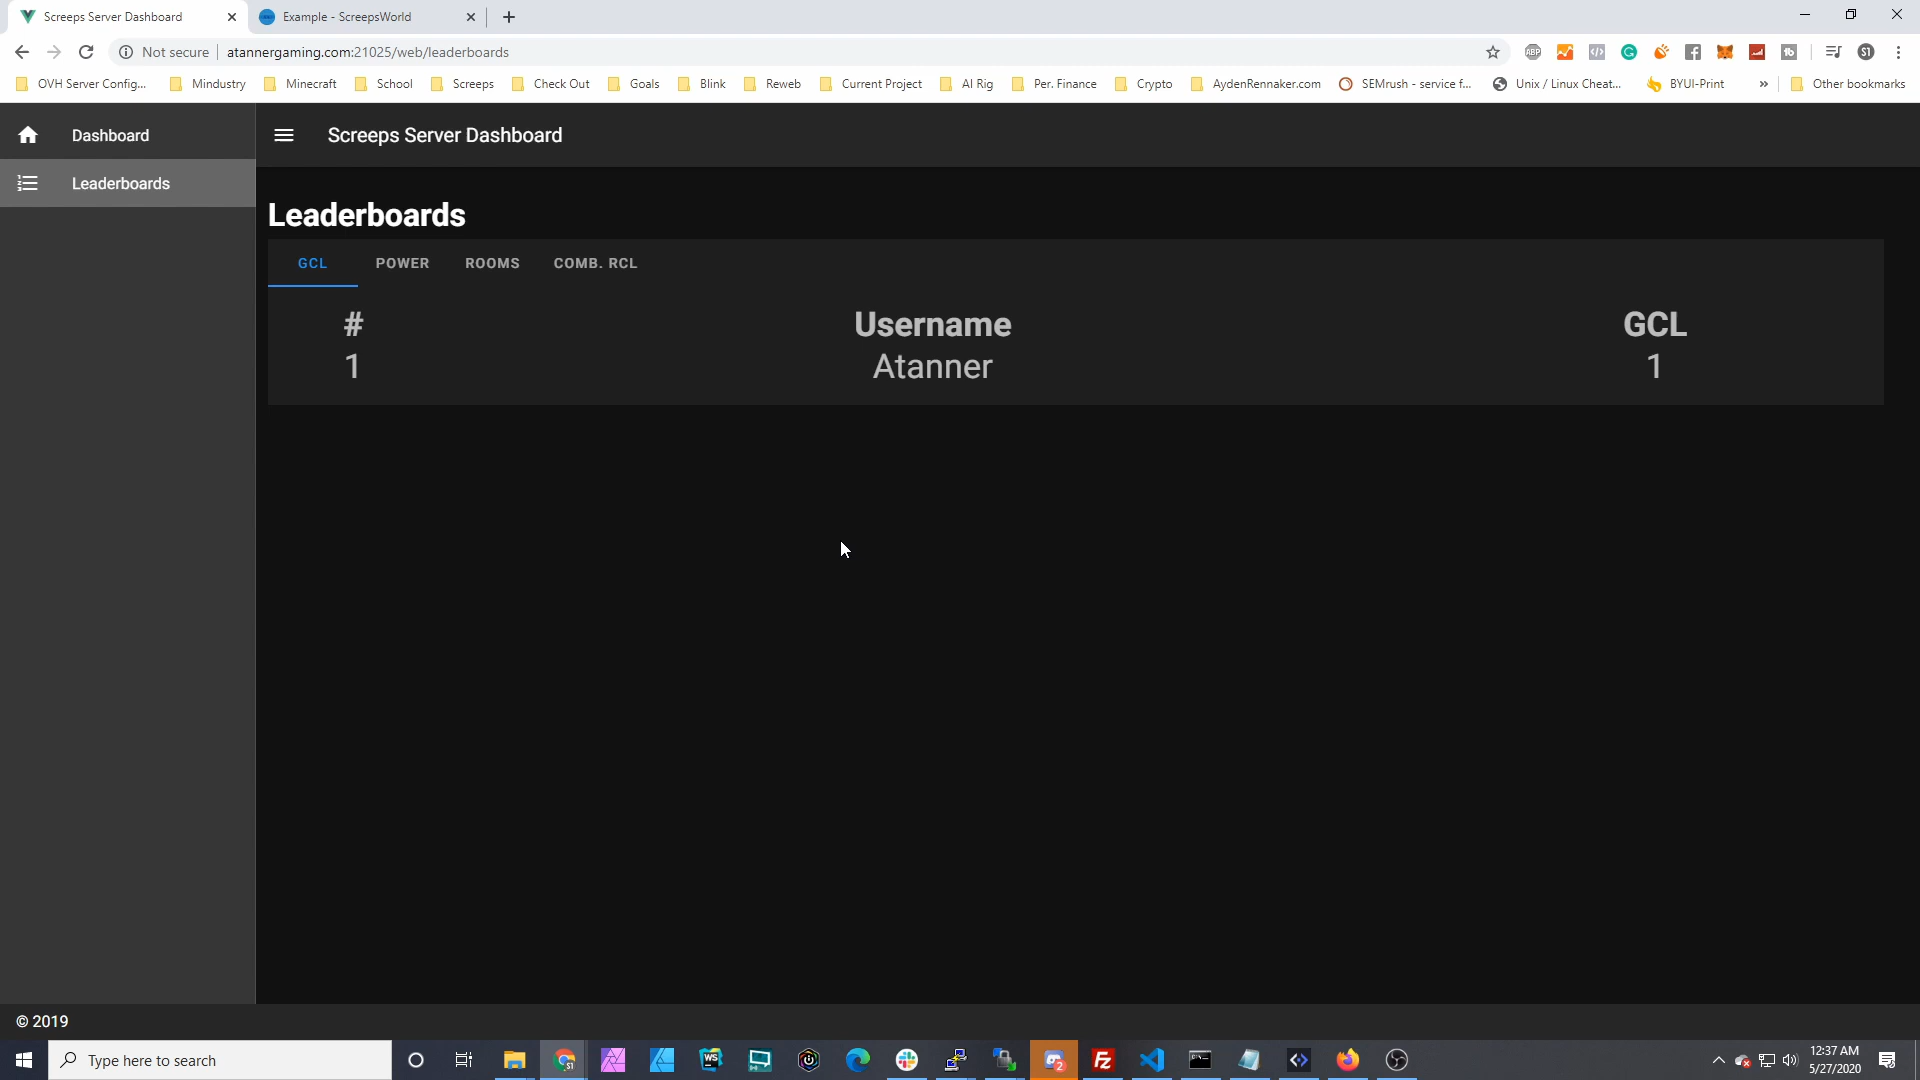 Screeps Server Dashboard
Example - ScreepsWorld
Not secure
atannergaming.com:21025/web/leaderboards
ABP
OVH Server Config...
Mindustry
Minecraft
School
Screeps
Check Out
Goals
Blink
Reweb
Current Project
AI Rig
Per. Finance
Crypto
AydenRennaker.com
SEMrush - service f...
Unix / Linux Cheat...
BYUI-Print
»
Other bookmarks
Dashboard
Screeps Server Dashboard
Leaderboards
Leaderboards
GCL
POWER
ROOMS
COMB. RCL
# Username GCL
1 Atanner 1
© 2019
Type here to search
WS
2
12:37 AM
5/27/2020